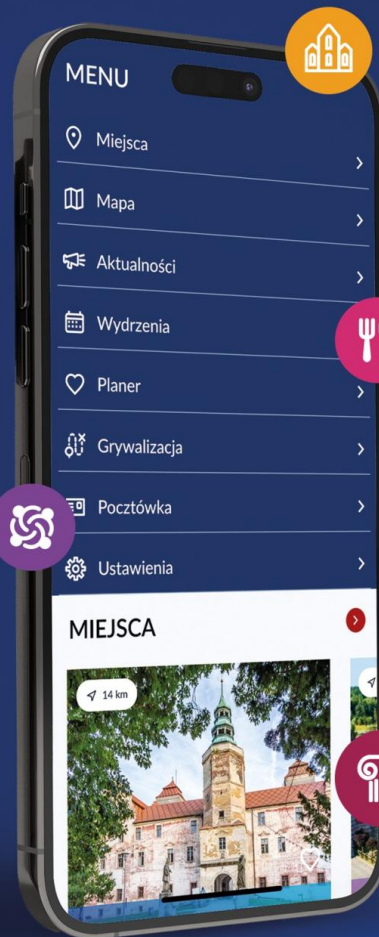 MENU
Miejsca
Mapa
Aktualności
Wydrzenia
Planer
Grywalizacja
Pocztówka
Ustawienia
MIEJSCA
14 km